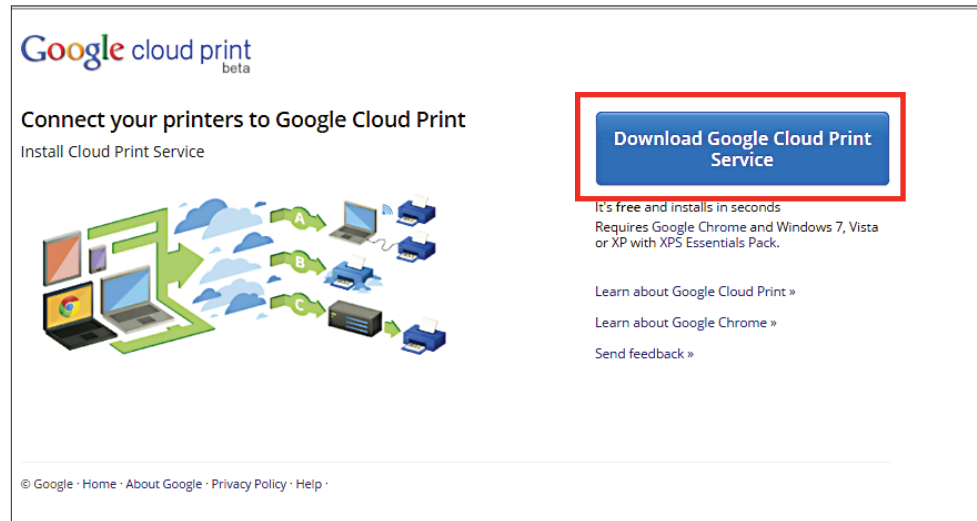 Google cloud print
beta
Connect your printers to Google Cloud Print
Install Cloud Print Service
A
B
C
Download Google Cloud Print
Service
It's free and installs in seconds
Requires Google Chrome and Windows 7, Vista
or XP with XPS Essentials Pack.
Learn about Google Cloud Print »
Learn about Google Chrome »
Send feedback »
© Google · Home · About Google · Privacy Policy · Help ·